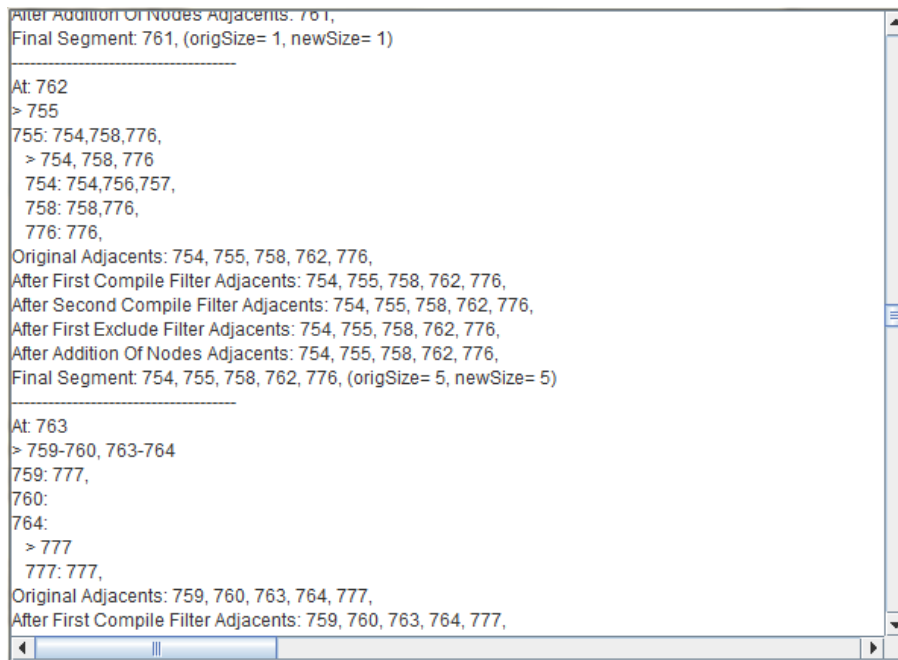 After Addition Of Nodes Adjacents: 761,
Final Segment: 761, (origSize= 1, newSize= 1)
-------------------------------------
At: 762
> 755
755: 754,758,776,
> 754, 758, 776
754: 754,756,757,
758: 758,776,
776: 776,
Original Adjacents: 754, 755, 758, 762, 776,
After First Compile Filter Adjacents: 754, 755, 758, 762, 776,
After Second Compile Filter Adjacents: 754, 755, 758, 762, 776,
After First Exclude Filter Adjacents: 754, 755, 758, 762, 776,
After Addition Of Nodes Adjacents: 754, 755, 758, 762, 776,
Final Segment: 754, 755, 758, 762, 776, (origSize= 5, newSize= 5)
-------------------------------------
At: 763
> 759-760, 763-764
759: 777,
760:
764:
> 777
777: 777,
Original Adjacents: 759, 760, 763, 764, 777,
After First Compile Filter Adjacents: 759, 760, 763, 764, 777,